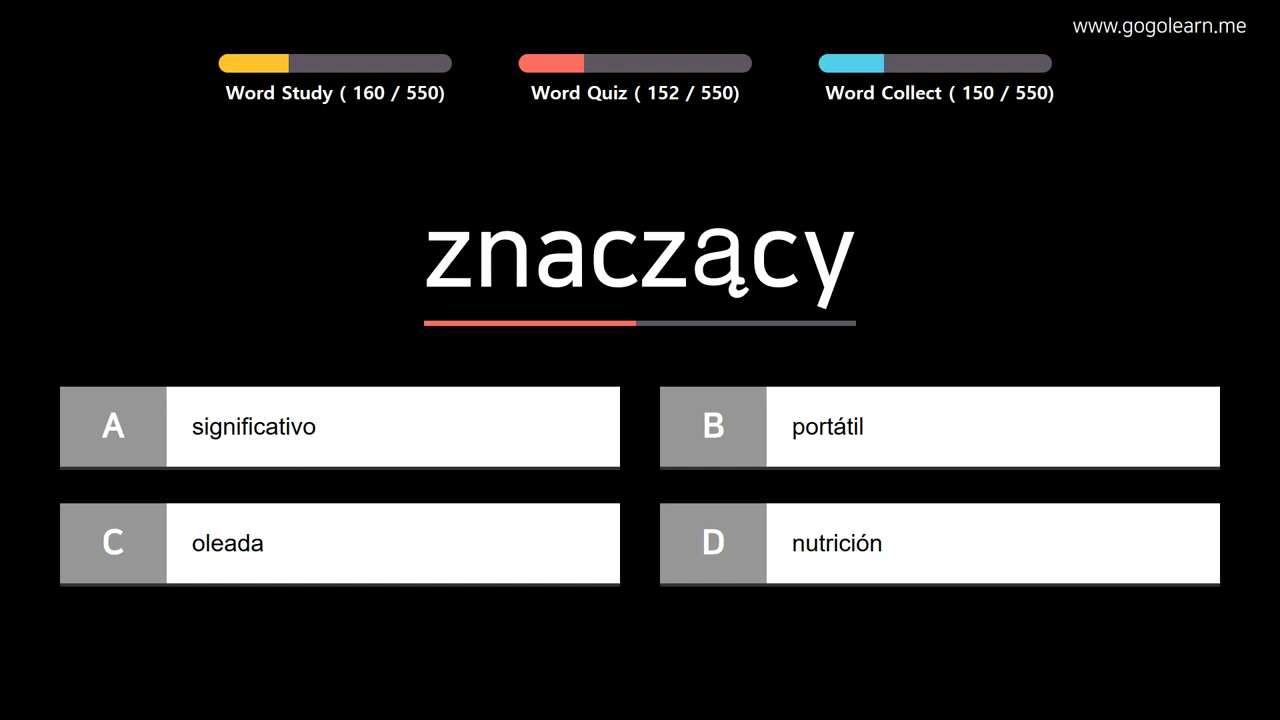 www.gogolearn.me
Word Study ( 160 / 550)
Word Quiz ( 152 / 550)
Word Collect ( 150 / 550)
znaczący
A significativo
B portátil
C oleada
D nutrición